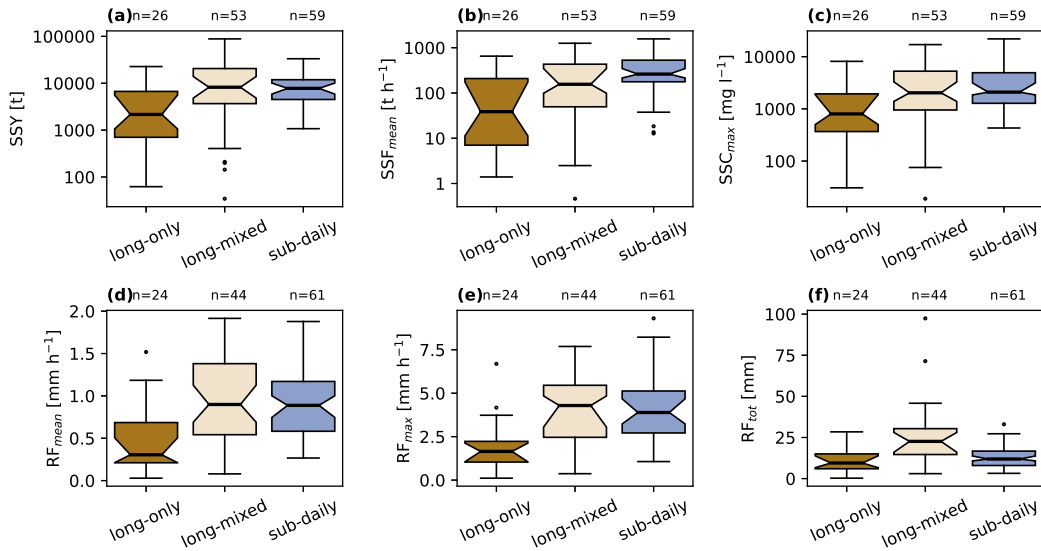 (a) n=26 n=53 n=59
SSY [t]
100000
10000
1000
100
long-only long-mixed sub-daily
(b) n=26 n=53 n=59
SSF_mean [t h⁻¹]
1000
100
10
1
long-only long-mixed sub-daily
(c) n=26 n=53 n=59
SSC_max [mg l⁻¹]
10000
1000
100
long-only long-mixed sub-daily
(d) n=24 n=44 n=61
RF_mean [mm h⁻¹]
2.0
1.5
1.0
0.5
0.0
long-only long-mixed sub-daily
(e) n=24 n=44 n=61
RF_max [mm h⁻¹]
7.5
5.0
2.5
0.0
long-only long-mixed sub-daily
(f) n=24 n=44 n=61
RF_tot [mm]
100
75
50
25
0
long-only long-mixed sub-daily